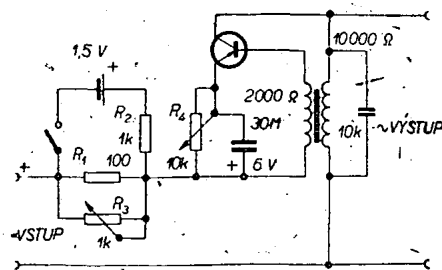 1,5 V
+
R2
1k
R1
100
+
R3
1k
=VSTUP
R4
10k
2000 Ω
30M
+
6 V
10000 Ω
10k
~VÝSTUP